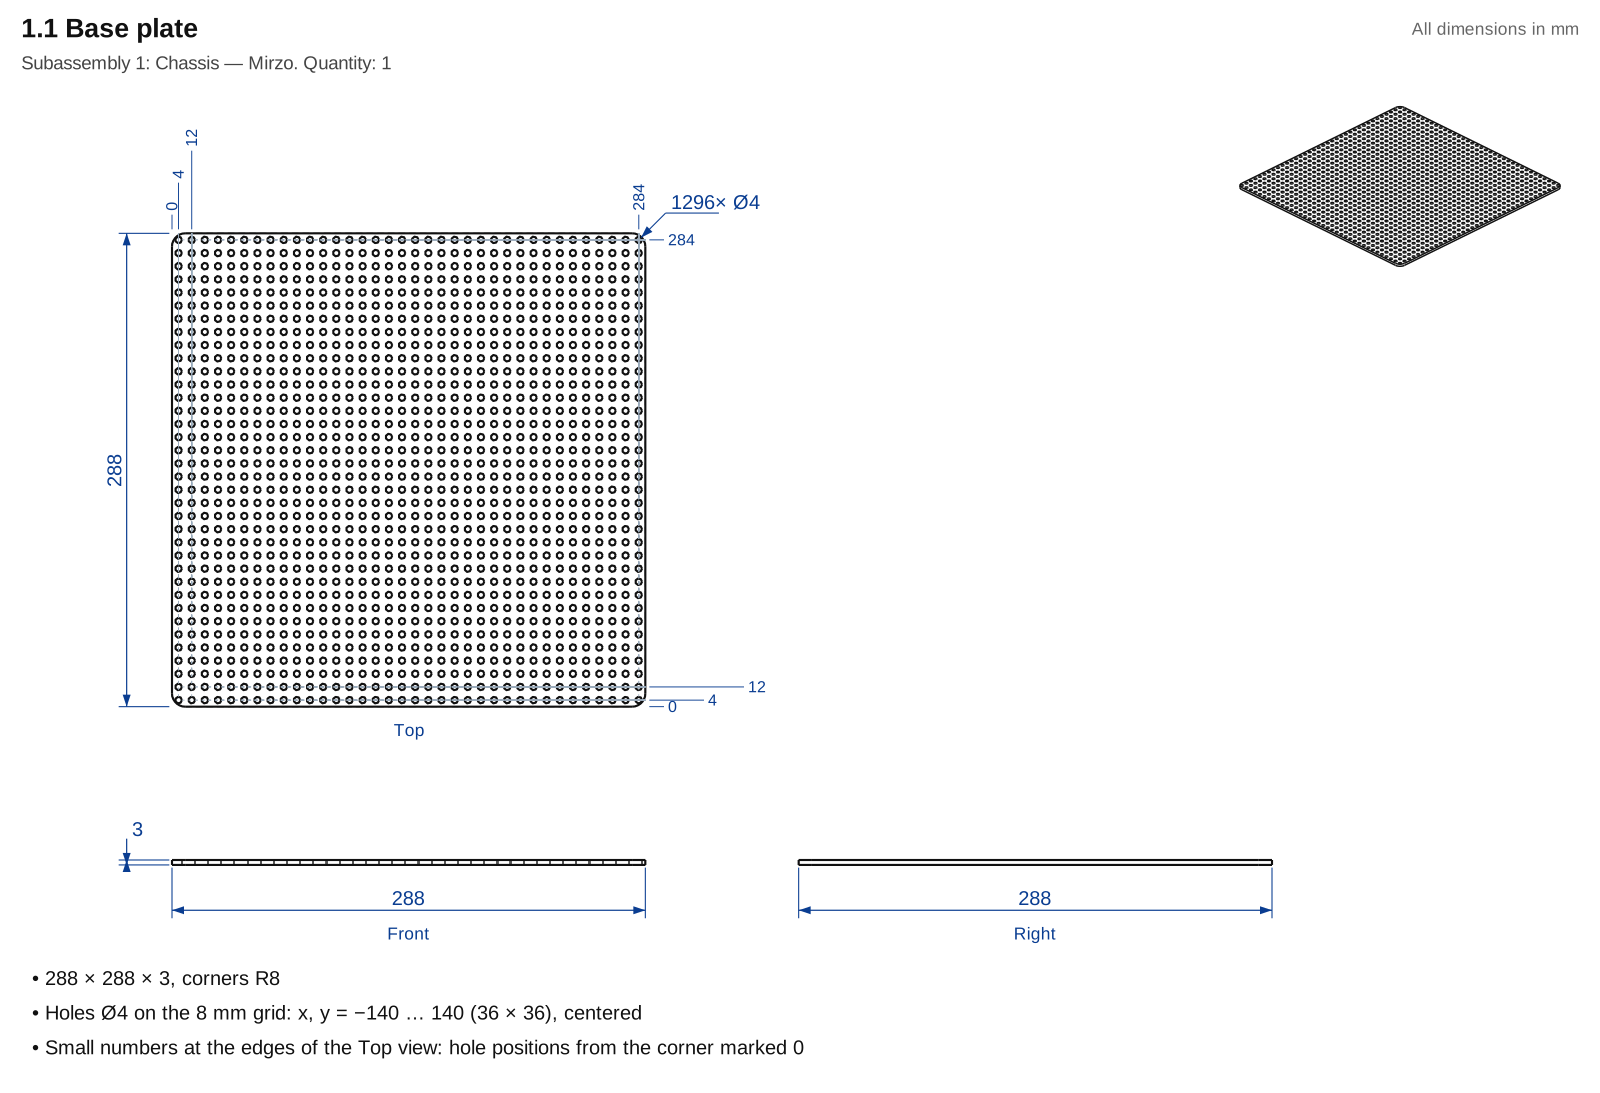 1.1 Base plate
All dimensions in mm
Subassembly 1: Chassis — Mirzo. Quantity: 1
12
4
0
284
1296× Ø4
284
288
12
4
0
Top
3
288
288
Front
Right
• 288 × 288 × 3, corners R8
• Holes Ø4 on the 8 mm grid: x, y = −140 … 140 (36 × 36), centered
• Small numbers at the edges of the Top view: hole positions from the corner marked 0